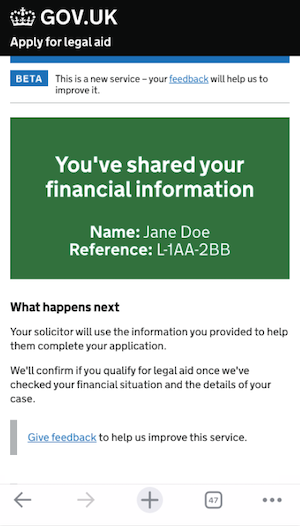 GOV.UK
Apply for legal aid
BETA This is a new service – your feedback will help us to
improve it.
You've shared your
financial information
Name: Jane Doe
Reference: L-1AA-2BB
What happens next
Your solicitor will use the information you provided to help
them complete your application.
We'll confirm if you qualify for legal aid once we've
checked your financial situation and the details of your
case.
Give feedback to help us improve this service.
47